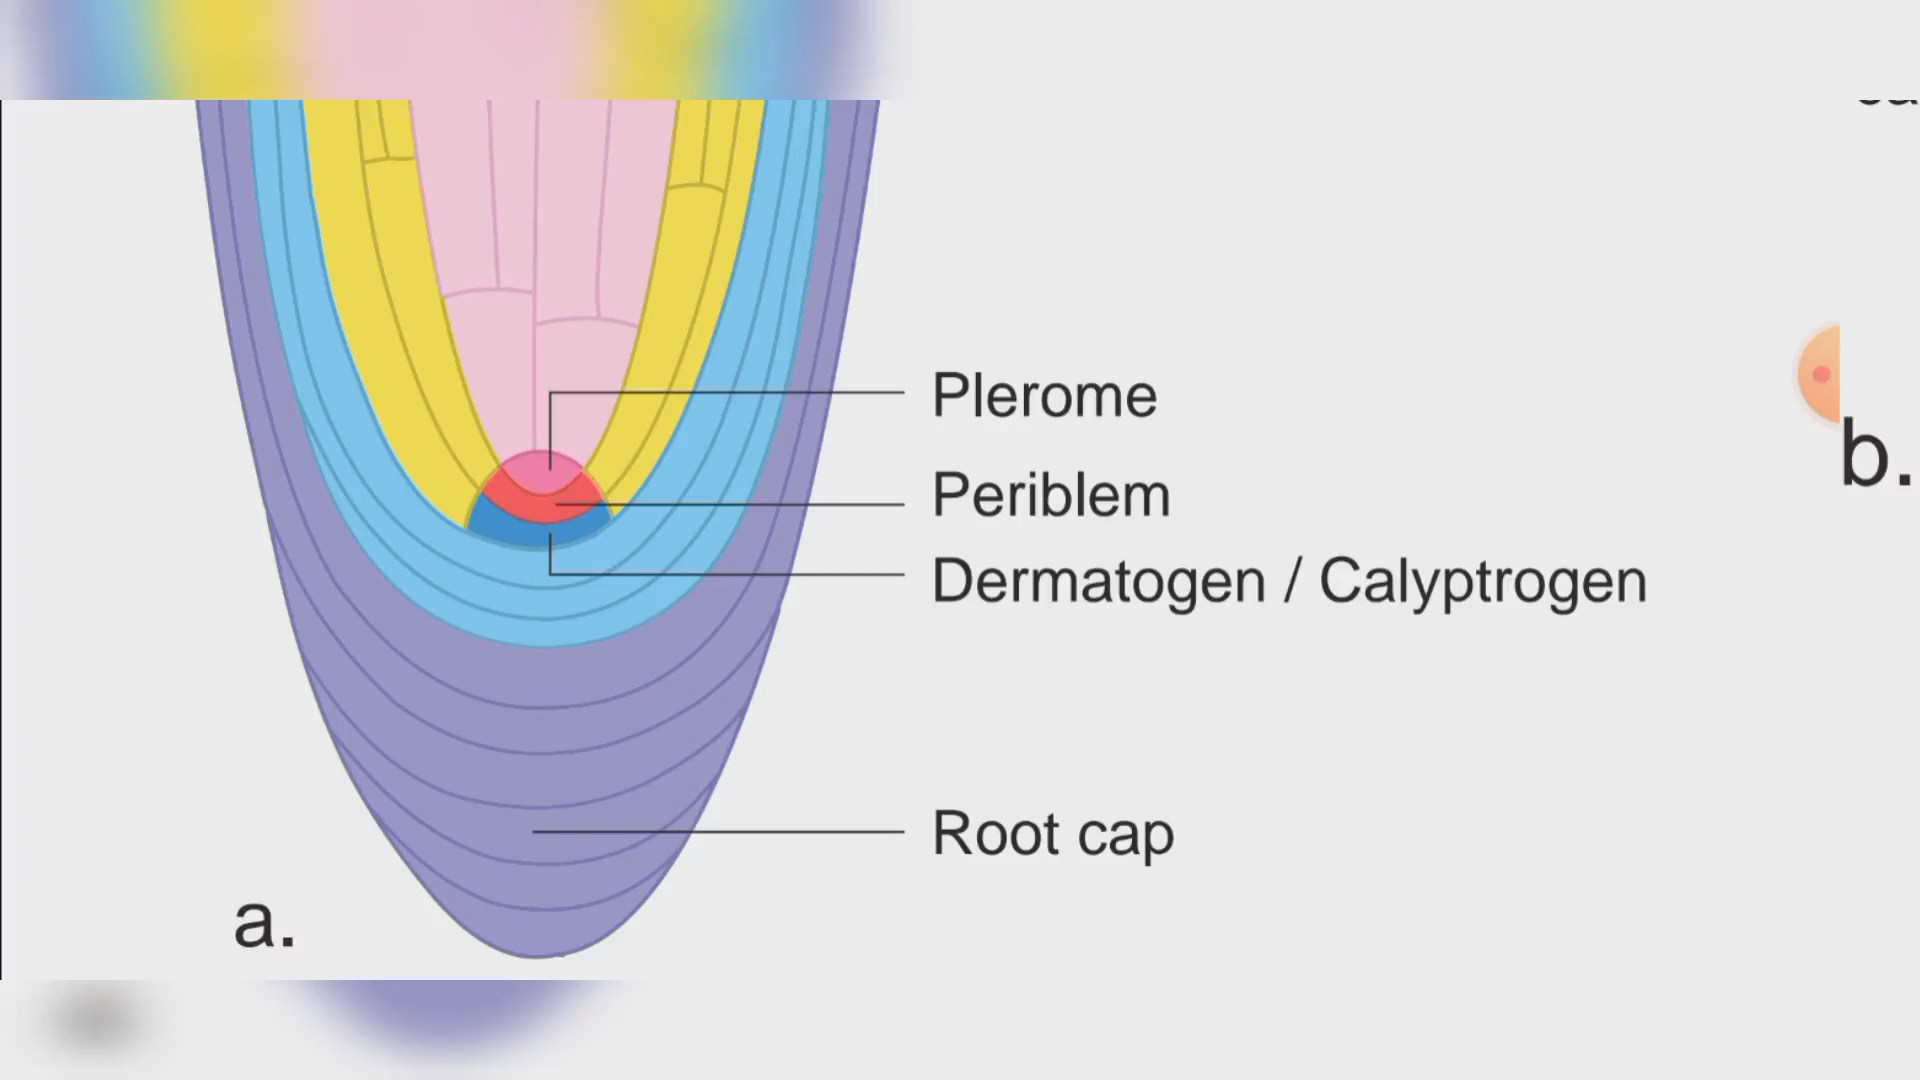 Plerome
Periblem
Dermatogen / Calyptrogen
Root cap
a.
b.